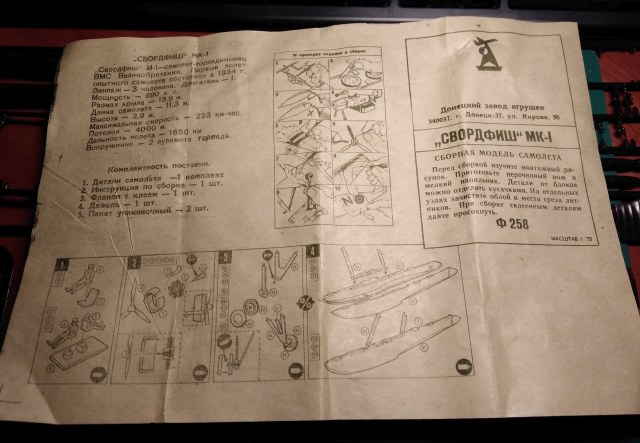 „СВОРДФИШ" МК-I
„Свордфиш" М-I—самолет-торпедоносец
ВМС Великобритании. Первый полет
опытного самолета состоялся в 1934 г.
Экипаж — 3 человека. Двигатель — 1.
Мощность — 690 л. с.
Размах крыла — 13,9 м.
Длина самолета — 11,3 м.
Высота — 3,9 м.
Максимальная скорость — 223 км-час.
Потолок — 4000 м.
Дальность полета — 1650 км.
Вооружение — 2 пулемета торпеда.
Комплектность поставки.
1. Детали самолета —1 комплект
2. Инструкция по сборке — 1 шт.
3. Флакон с клеем — 1 шт.
4. Деколь — 1 шт.
5. Пакет упаковочный — 2 шт.
Донецкий завод игрушек
340037. г. Донецк-37, ул. Кирова, 90
„СВОРДФИШ" МК-I
СБОРНАЯ МОДЕЛЬ САМОЛЕТА
Перед сборкой изучите монтажный ри-
сунок. Приготовьте перочинный нож и
мелкий напильник. Детали от блоков
можно отделять кусачками. На отдельных
узлах зачистите облой и места среза лит-
ников. При сборке склеенным деталям
дайте просохнуть.
Ф 258
МАСШТАБ 1:72
1
2
3
4